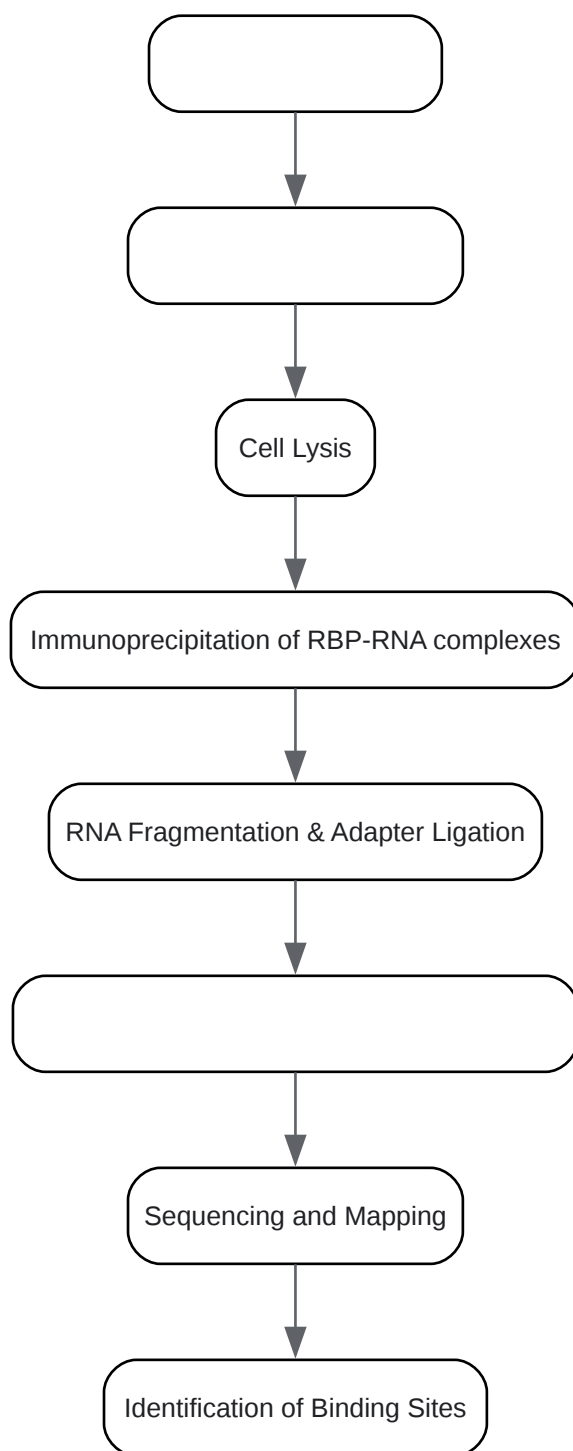 Cell Lysis
Immunoprecipitation of RBP-RNA complexes
RNA Fragmentation & Adapter Ligation
Sequencing and Mapping
Identification of Binding Sites